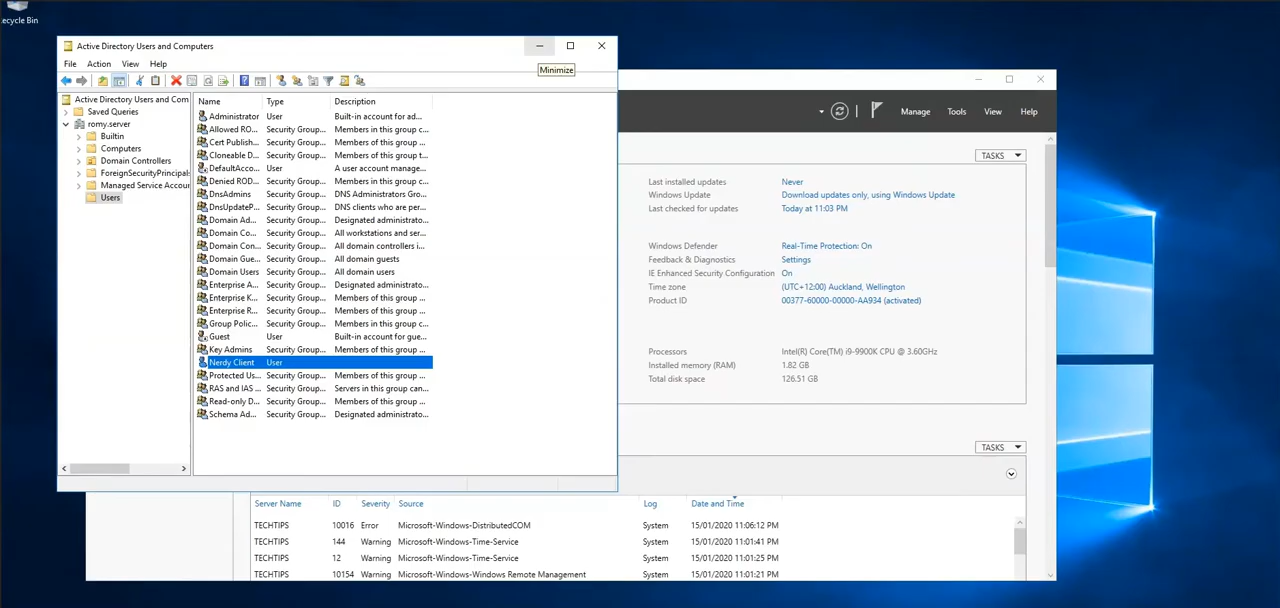 ecycle Bin
Active Directory Users and Computers
File Action View Help
Minimize
Active Directory Users and Com
Saved Queries
romy.server
Builtin
Computers
Domain Controllers
ForeignSecurityPrincipals
Managed Service Accour
Users
Name Type Description
Administrator User Built-in account for ad...
Allowed RO... Security Group... Members in this group c...
Cert Publish... Security Group... Members of this group ...
Cloneable D... Security Group... Members of this group t...
DefaultAcco... User A user account manage...
Denied ROD... Security Group... Members in this group c...
DnsAdmins Security Group... DNS Administrators Gro...
DnsUpdateP... Security Group... DNS clients who are per...
Domain Ad... Security Group... Designated administrato...
Domain Co... Security Group... All workstations and ser...
Domain Con... Security Group... All domain controllers i...
Domain Gue... Security Group... All domain guests
Domain Users Security Group... All domain users
Enterprise A... Security Group... Designated administrato...
Enterprise K... Security Group... Members of this group ...
Enterprise R... Security Group... Members of this group ...
Group Polic... Security Group... Members in this group c...
Guest User Built-in account for gue...
Key Admins Security Group... Members of this group ...
Nerdy Client User
Protected Us... Security Group... Members of this group ...
RAS and IAS ... Security Group... Servers in this group can...
Read-only D... Security Group... Members of this group ...
Schema Ad... Security Group... Designated administrato...
Manage Tools View Help
TASKS
Last installed updates Never
Windows Update Download updates only, using Windows Update
Last checked for updates Today at 11:03 PM
Windows Defender Real-Time Protection: On
Feedback & Diagnostics Settings
IE Enhanced Security Configuration On
Time zone (UTC+12:00) Auckland, Wellington
Product ID 00377-60000-00000-AA934 (activated)
Processors Intel(R) Core(TM) i9-9900K CPU @ 3.60GHz
Installed memory (RAM) 1.82 GB
Total disk space 126.51 GB
TASKS
Server Name ID Severity Source Log Date and Time
TECHTIPS 10016 Error Microsoft-Windows-DistributedCOM System 15/01/2020 11:06:12 PM
TECHTIPS 144 Warning Microsoft-Windows-Time-Service System 15/01/2020 11:01:41 PM
TECHTIPS 12 Warning Microsoft-Windows-Time-Service System 15/01/2020 11:01:25 PM
TECHTIPS 10154 Warning Microsoft-Windows-Windows Remote Management System 15/01/2020 11:01:21 PM